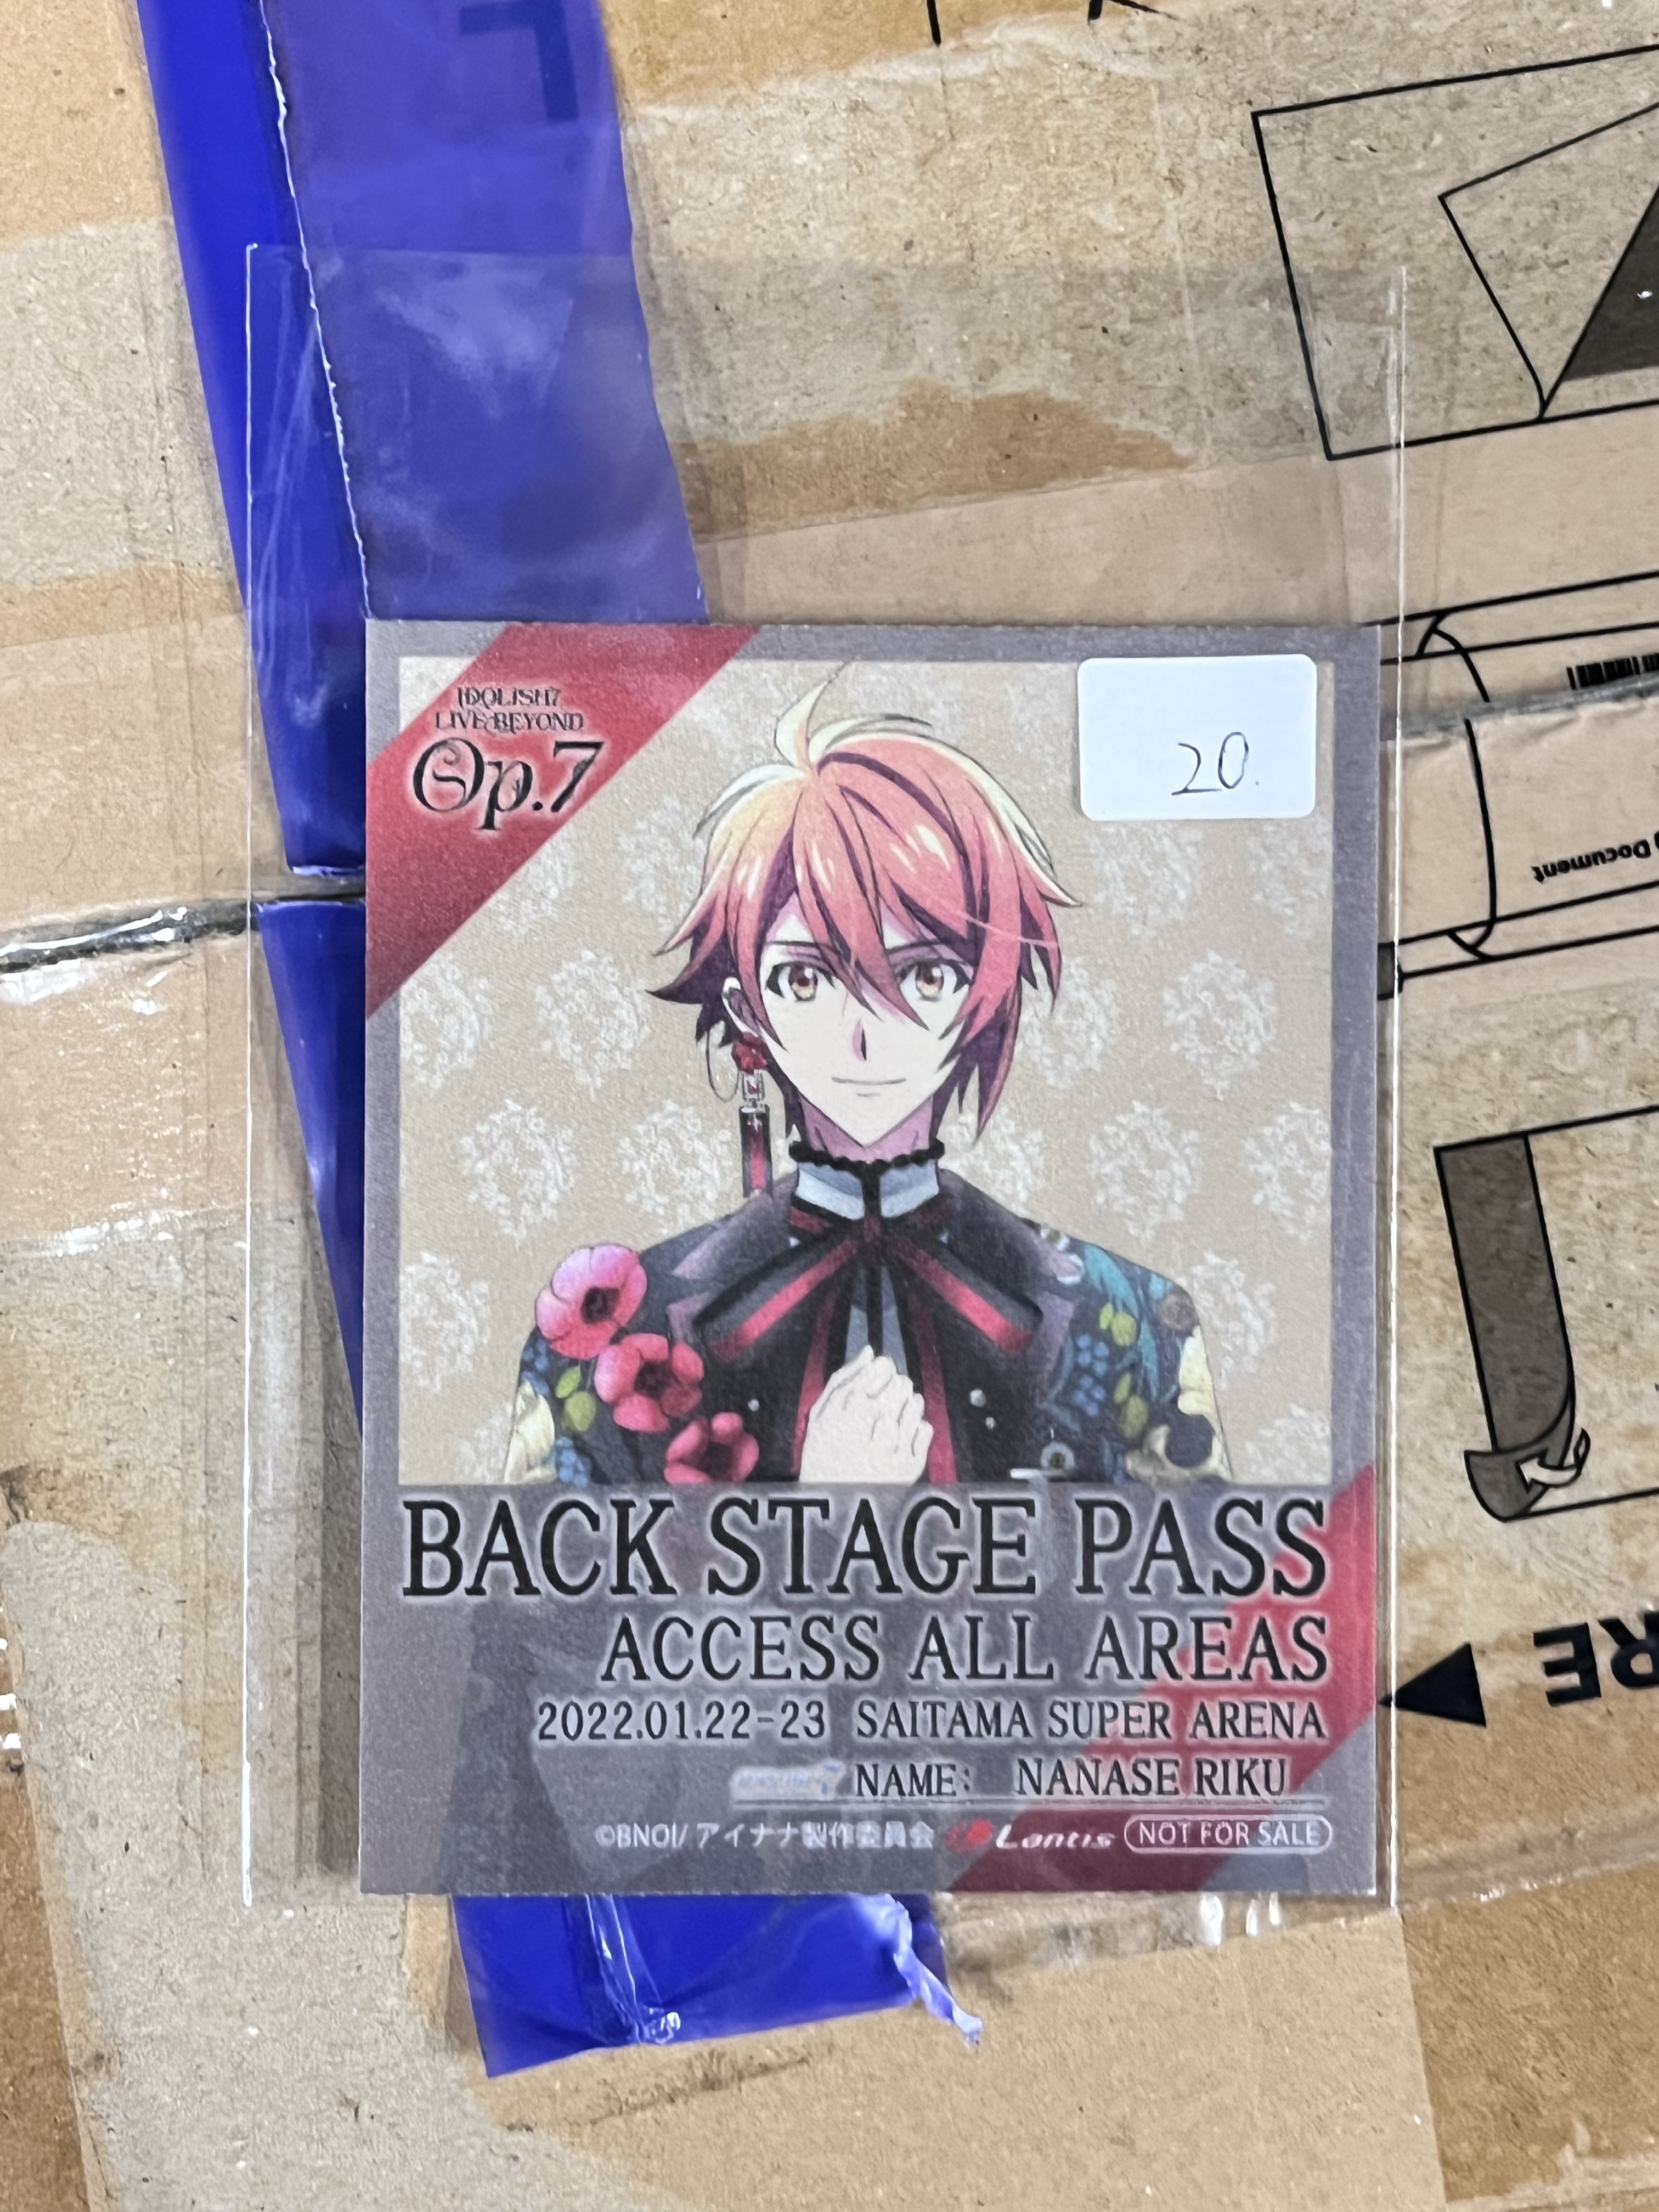 IDOLiSH7
LIVE BEYOND
Op.7
20.
BACK STAGE PASS
ACCESS ALL AREAS
2022.01.22-23 SAITAMA SUPER ARENA
NAME: NANASE RIKU
©BNOI/アイナナ製作委員会 Lantis NOT FOR SALE
Document